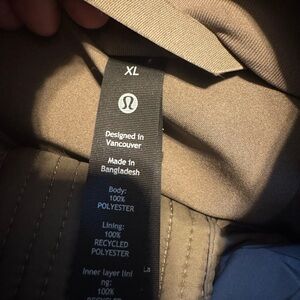 XL
Designed in
Vancouver
Made in
Bangladesh
Body:
100%
POLYESTER
Lining:
100%
RECYCLED
POLYESTER
Inner layer lini
ng:
100%
RECYCLED